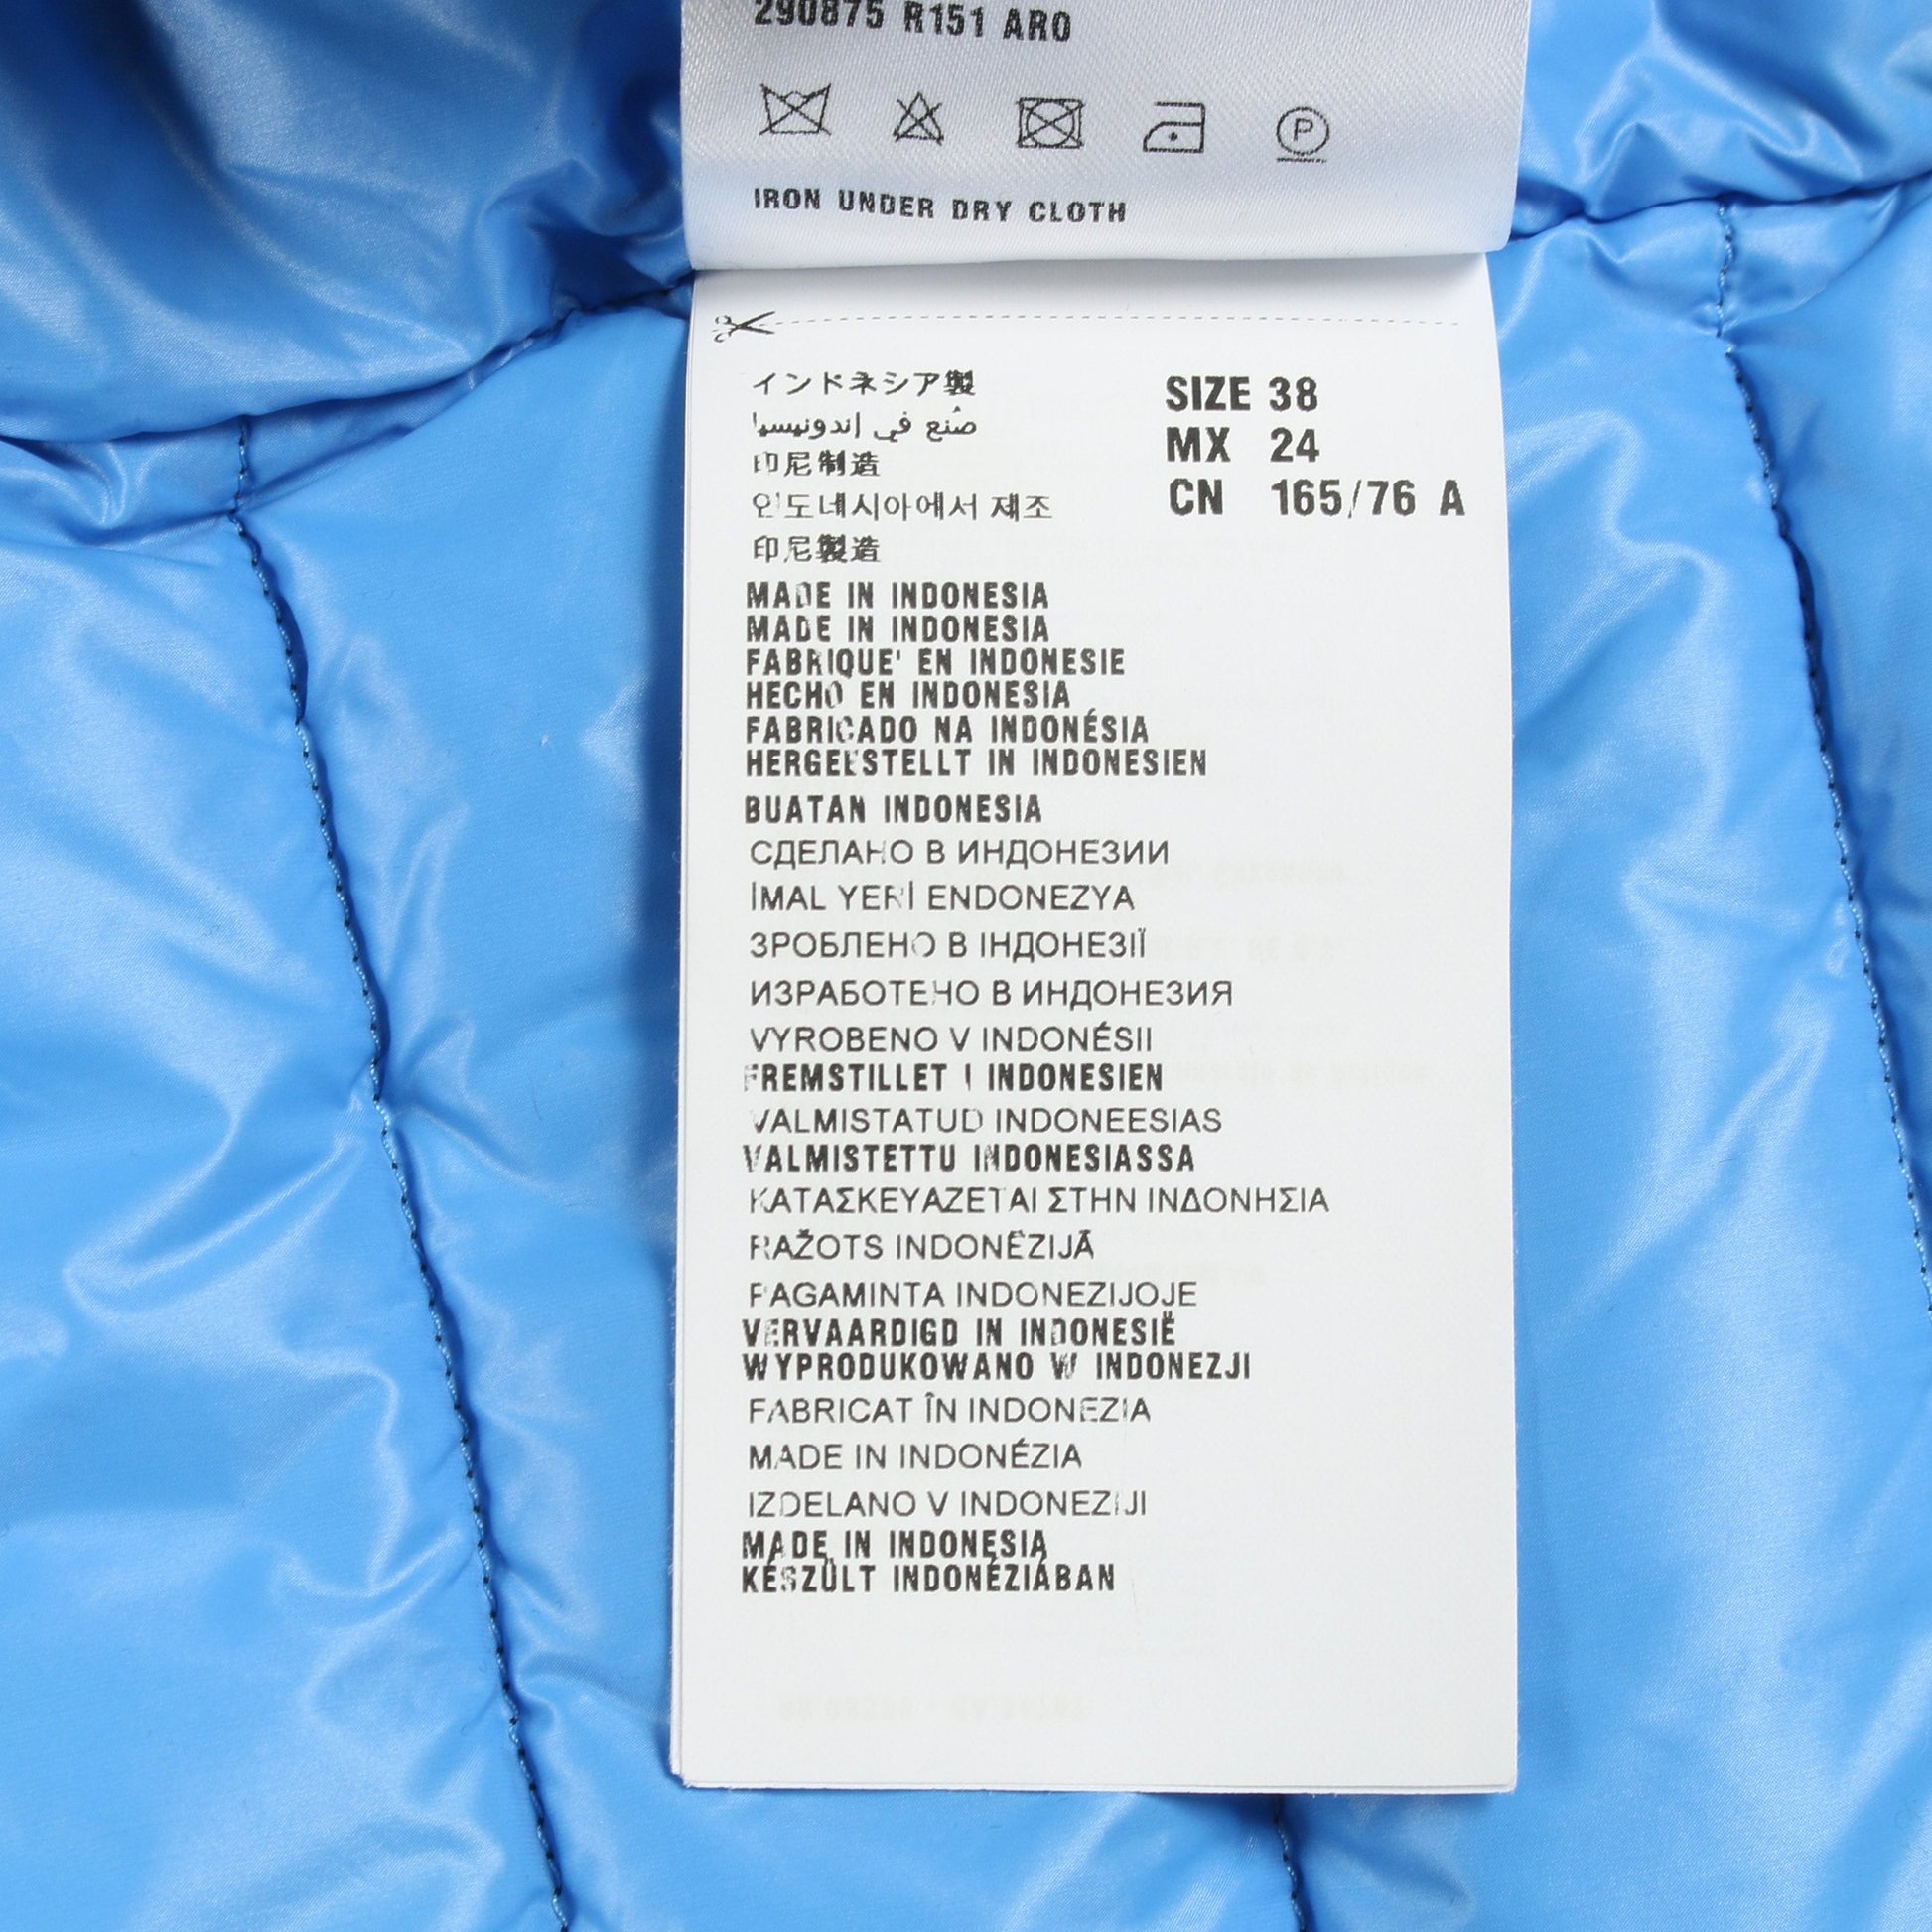 290875 R151 ARO
P
IRON UNDER DRY CLOTH
インドネシア製
صُنع في إندونيسيا
印尼制造
인도네시아에서 제조
印尼製造
SIZE 38
MX 24
CN 165/76 A
MADE IN INDONESIA
MADE IN INDONESIA
FABRIQUE' EN INDONESIE
HECHO EN INDONESIA
FABRICADO NA INDONÉSIA
HERGELSTELLT IN INDONESIEN
BUATAN INDONESIA
СДЕЛАНО В ИНДОНЕЗИИ
İMAL YERİ ENDONEZYA
ЗРОБЛЕНО В ІНДОНЕЗІЇ
ИЗРАБОТЕНО В ИНДОНЕЗИЯ
VYROBENO V INDONÉSII
FREMSTILLET I INDONESIEN
VALMISTATUD INDONEESIAS
VALMISTETTU INDONESIASSA
ΚΑΤΑΣΚΕΥΑΖΕΤΑΙ ΣΤΗΝ ΙΝΔΟΝΗΣΙΑ
RAŽOTS INDONĒZIJĀ
PAGAMINTA INDONEZIJOJE
VERVAARDIGD IN INDONESIË
WYPRODUKOWANO W INDONEZJI
FABRICAT ÎN INDONEZIA
MADE IN INDONÉZIA
IZDELANO V INDONEZIJI
MADE IN INDONESIA
KÉSZÜLT INDONÉZIÁBAN